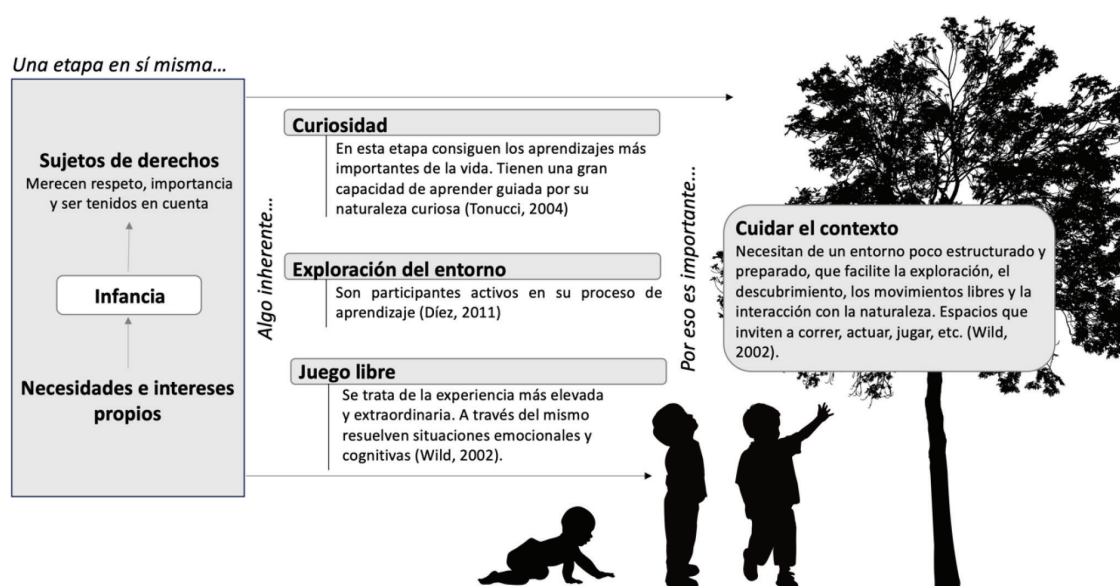 Una etapa en sí misma...
Sujetos de derechos
Merecen respeto, importancia
y ser tenidos en cuenta
Infancia
Necesidades e intereses
propios
Algo inherente...
Curiosidad
En esta etapa consiguen los aprendizajes más
importantes de la vida. Tienen una gran
capacidad de aprender guiada por su
naturaleza curiosa (Tonucci, 2004)
Exploración del entorno
Son participantes activos en su proceso de
aprendizaje (Díez, 2011)
Juego libre
Se trata de la experiencia más elevada
y extraordinaria. A través del mismo
resuelven situaciones emocionales y
cognitivas (Wild, 2002).
Por eso es importante...
Cuidar el contexto
Necesitan de un entorno poco estructurado y
preparado, que facilite la exploración, el
descubrimiento, los movimientos libres y la
interacción con la naturaleza. Espacios que
inviten a correr, actuar, jugar, etc. (Wild,
2002).